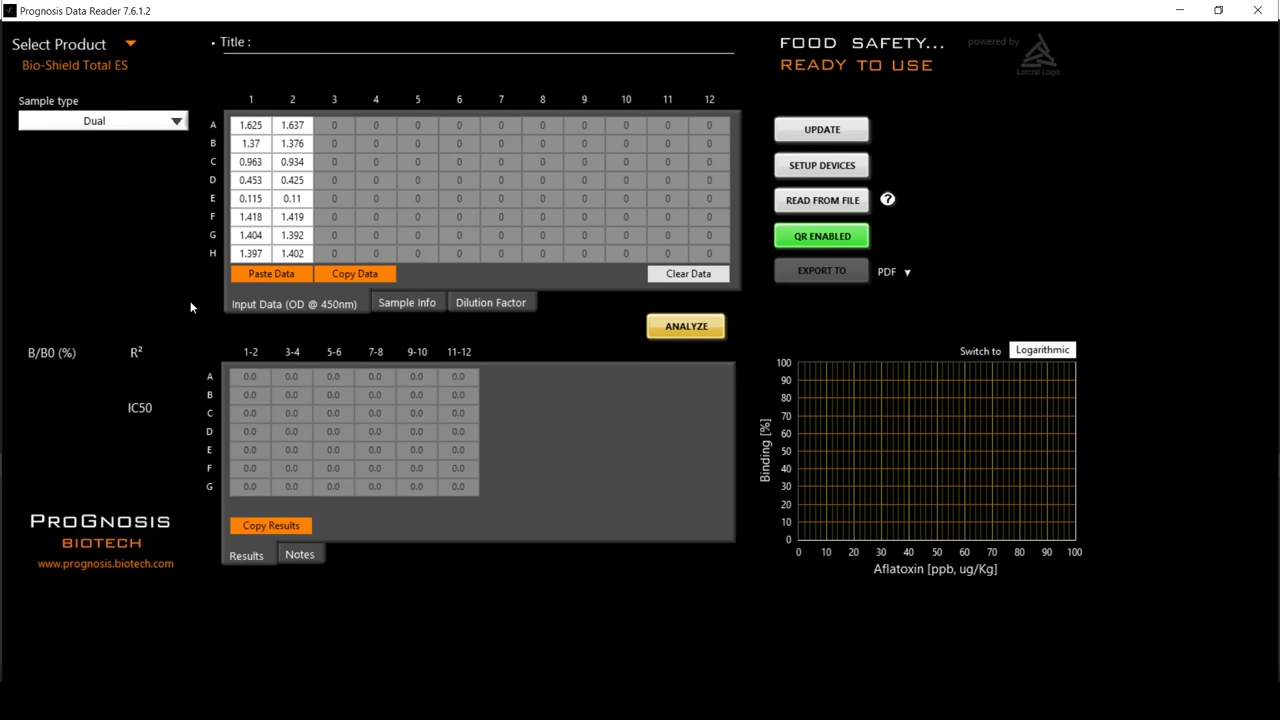 Prognosis Data Reader 7.6.1.2
Select Product
Bio-Shield Total ES
Title :
FOOD SAFETY...
READY TO USE
powered by
Lateral Logic
Sample type
Dual
1 2 3 4 5 6 7 8 9 10 11 12
A 1.625 1.637 0 0 0 0 0 0 0 0 0 0
B 1.37 1.376 0 0 0 0 0 0 0 0 0 0
C 0.963 0.934 0 0 0 0 0 0 0 0 0 0
D 0.453 0.425 0 0 0 0 0 0 0 0 0 0
E 0.115 0.11 0 0 0 0 0 0 0 0 0 0
F 1.418 1.419 0 0 0 0 0 0 0 0 0 0
G 1.404 1.392 0 0 0 0 0 0 0 0 0 0
H 1.397 1.402 0 0 0 0 0 0 0 0 0 0
Paste Data Copy Data Clear Data
Input Data (OD @ 450nm) Sample Info Dilution Factor
UPDATE
SETUP DEVICES
READ FROM FILE ?
QR ENABLED
EXPORT TO PDF
ANALYZE
B/B0 (%) R²
IC50
1-2 3-4 5-6 7-8 9-10 11-12
A 0.0 0.0 0.0 0.0 0.0 0.0
B 0.0 0.0 0.0 0.0 0.0 0.0
C 0.0 0.0 0.0 0.0 0.0 0.0
D 0.0 0.0 0.0 0.0 0.0 0.0
E 0.0 0.0 0.0 0.0 0.0 0.0
F 0.0 0.0 0.0 0.0 0.0 0.0
G 0.0 0.0 0.0 0.0 0.0 0.0
Copy Results
Results Notes
Switch to Logarithmic
Binding [%]
100
90
80
70
60
50
40
30
20
10
0
0 10 20 30 40 50 60 70 80 90 100
Aflatoxin [ppb, ug/Kg]
PROGNOSIS
BIOTECH
www.prognosis.biotech.com